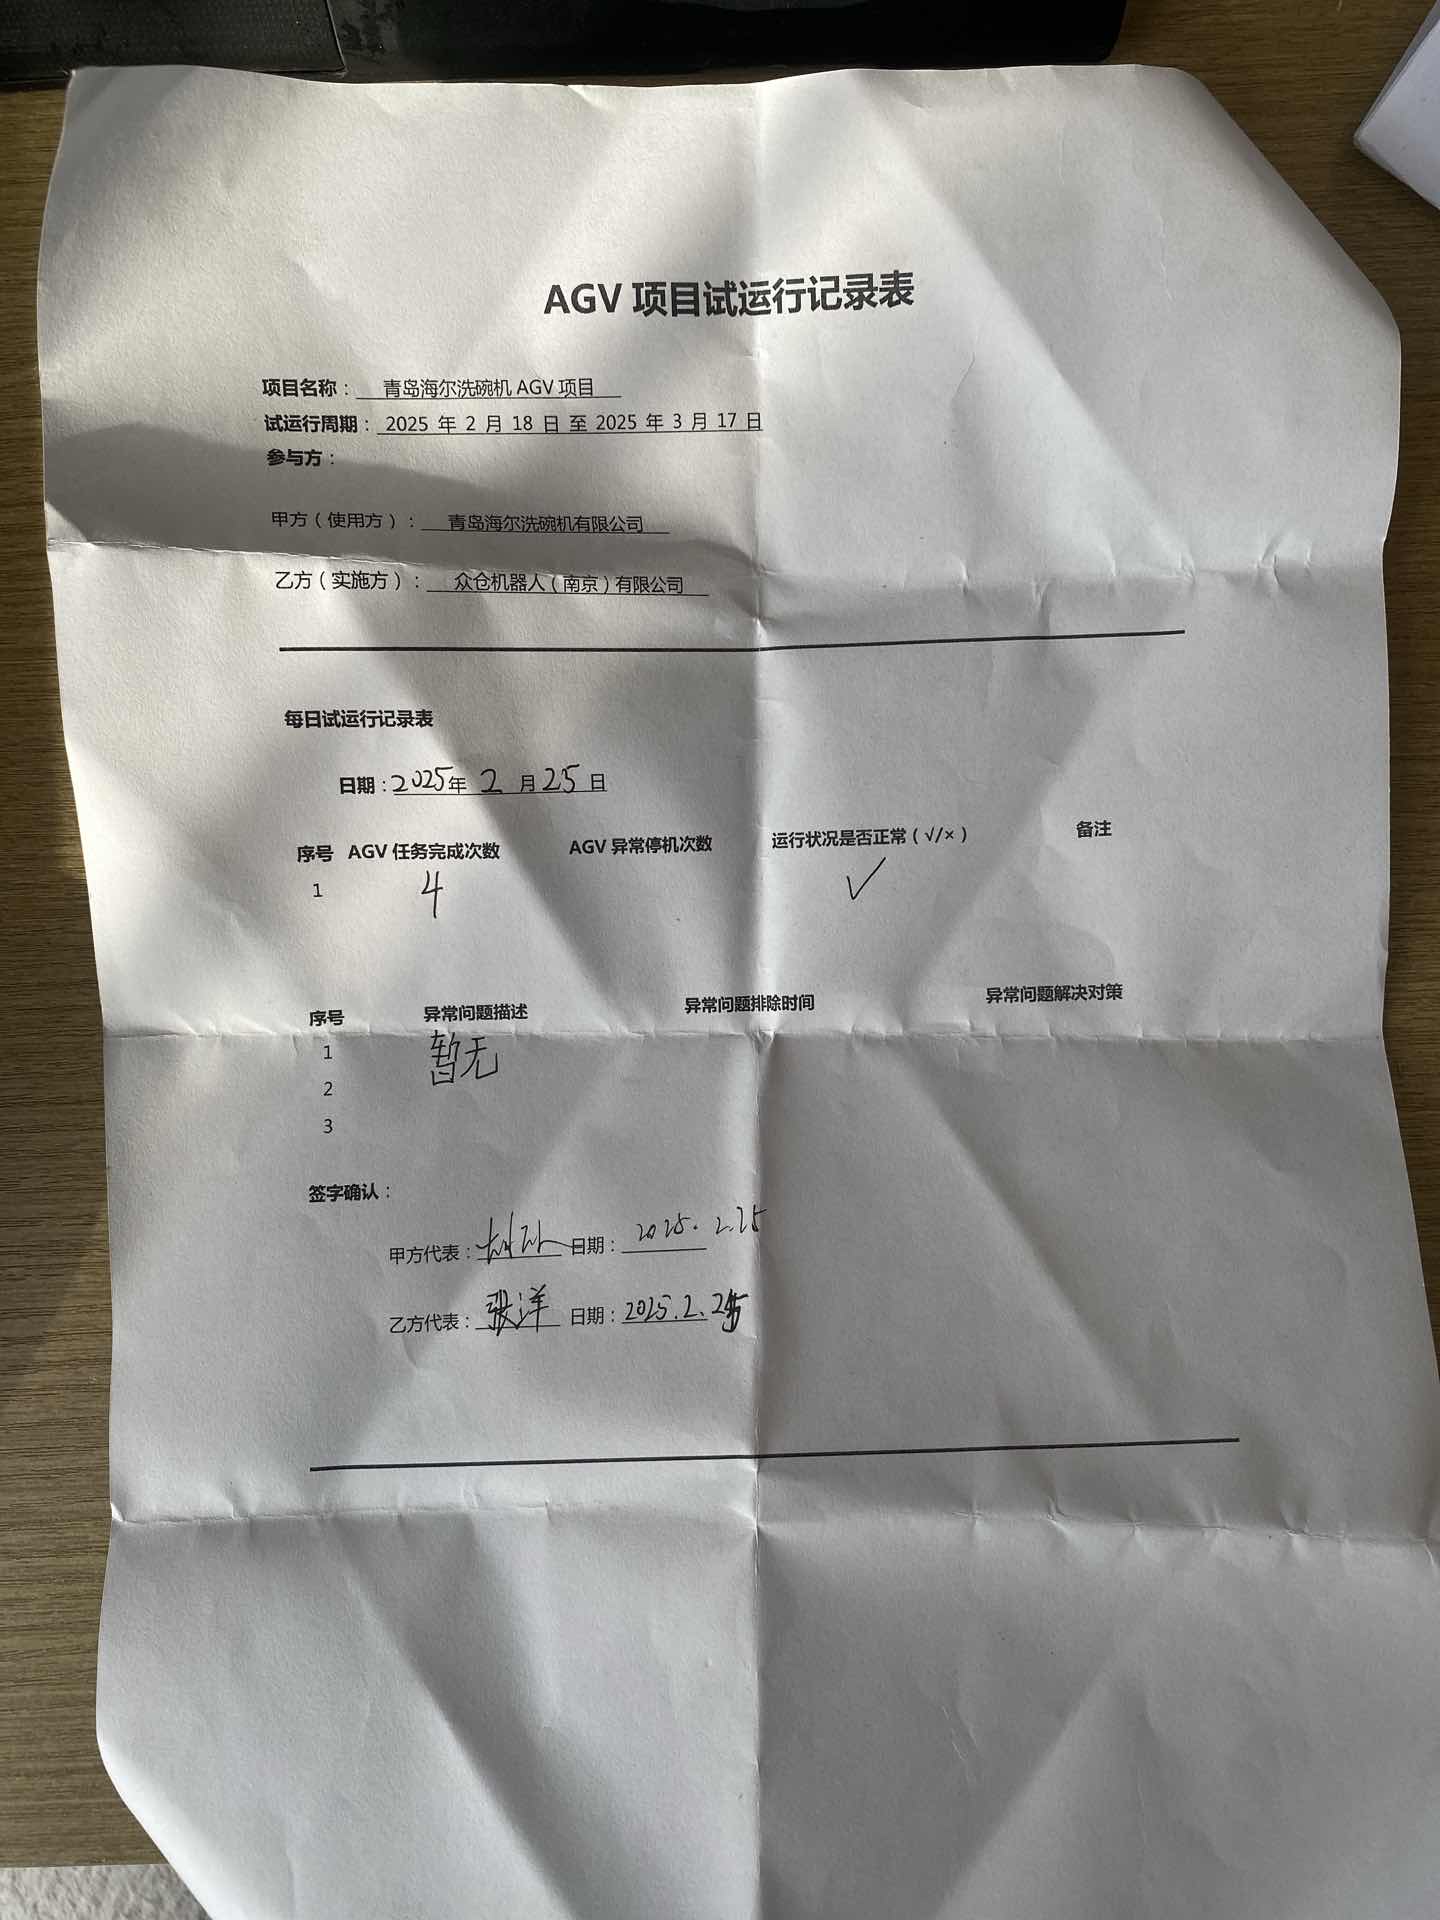 AGV 项目试运行记录表
项目名称： 青岛海尔洗碗机 AGV 项目
试运行周期： 2025 年 2 月 18 日 至 2025 年 3 月 17 日
参与方：
甲方（使用方）： 青岛海尔洗碗机有限公司
乙方（实施方）： 众仓机器人（南京）有限公司
每日试运行记录表
日期：2025年 2 月 25 日
序号 AGV 任务完成次数 AGV 异常停机次数 运行状况是否正常（√/×） 备注
1 4 √
序号 异常问题描述 异常问题排除时间 异常问题解决对策
1 暂无
2
3
签字确认：
甲方代表： 日期：2025.2.25
乙方代表：张洋 日期：2025.2.25